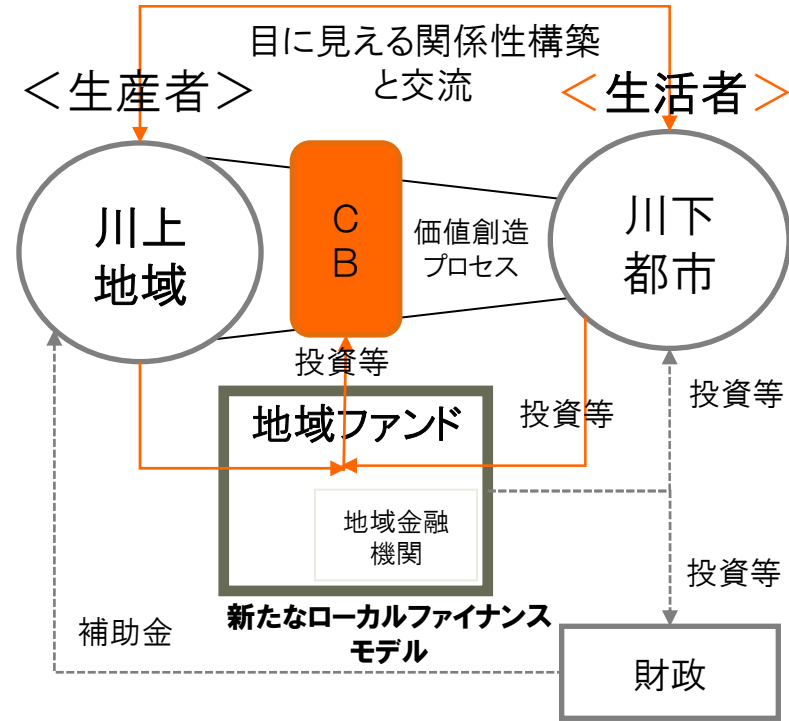 目に見える関係性構築
と交流
＜生産者＞
＜生活者＞
川上
地域
C
B
価値創造
プロセス
川下
都市
投資等
地域ファンド
投資等
投資等
地域金融
機関
投資等
新たなローカルファイナンス
モデル
補助金
財政